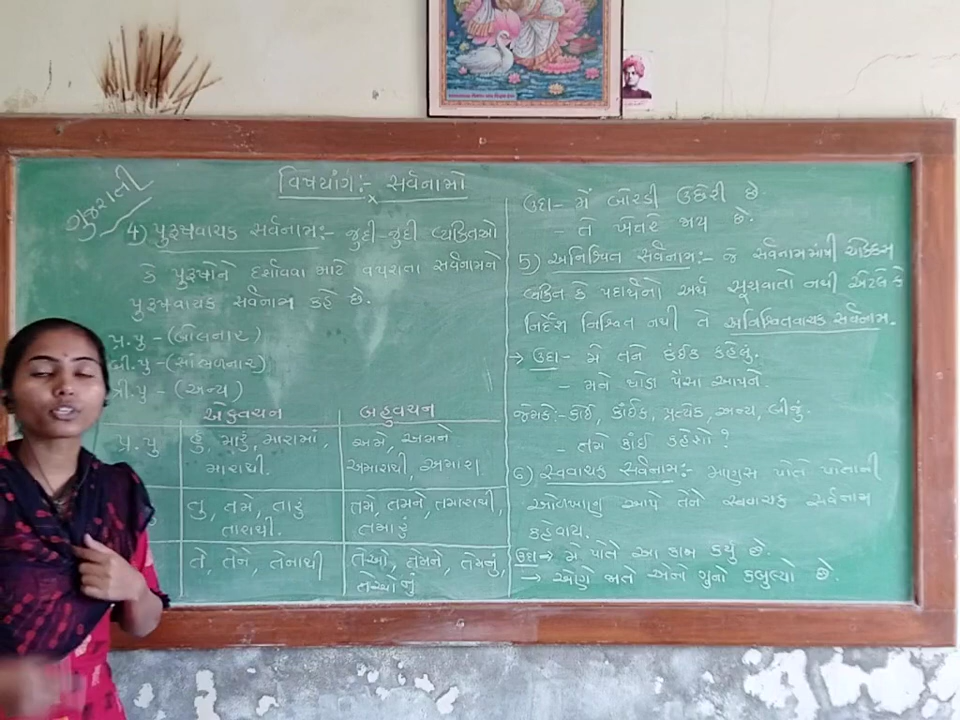 ગુજરાતી
વિષયાંગ:- સર્વનામો
4) પુરૂષવાચક સર્વનામ:- જુદી-જુદી વ્યક્તિઓ
કે પુરૂષોને દર્શાવવા માટે વપરાતા સર્વનામને
પુરૂષવાચક સર્વનામ કહે છે.
પ્ર.પુ - (બોલનાર)
બી.પુ - (સાંભળનાર)
ત્રી.પુ - (અન્ય)
એકવચન બહુવચન
પ્ર. પુ હું, મારું, મારામાં, અમે, અમને
મારાથી. અમારાથી, અમારા
તુ, તમે, તારું તમે, તમને, તમારાથી,
તારાથી. તમારું
તે, તેને, તેનાથી તેઓ, તેમને, તેમનું,
તેઓનું
ઉદા- મેં બોરડી ઉછેરી છે.
- તે ખેતરે જાય છે.
5) અનિશ્ચિત સર્વનામ:- જે સર્વનામમાંથી ચોક્કસ
વ્યક્તિ કે પદાર્થનો અર્થ સૂચવાતો નથી એટલે કે
નિર્દેશ નિશ્ચિત નથી તે અનિશ્ચિતવાચક સર્વનામ.
→ ઉદા- મે તને કંઈક કહેલું.
- મને થોડા પૈસા આપને.
જેમકે:- કોઈ, કાંઈક, પ્રત્યેક, અન્ય, બીજું.
- તમે કાંઈ કહેશો?
6) સ્વવાચક સર્વનામ:- માણસ પોતે પોતાની
ઓળખાણ આપે તેને સ્વવાચક સર્વનામ
કહેવાય.
ઉદા → મે પોતે આ કામ કર્યું છે.
→ એણે જાતે એનો ગુનો કબુલ્યો છે.